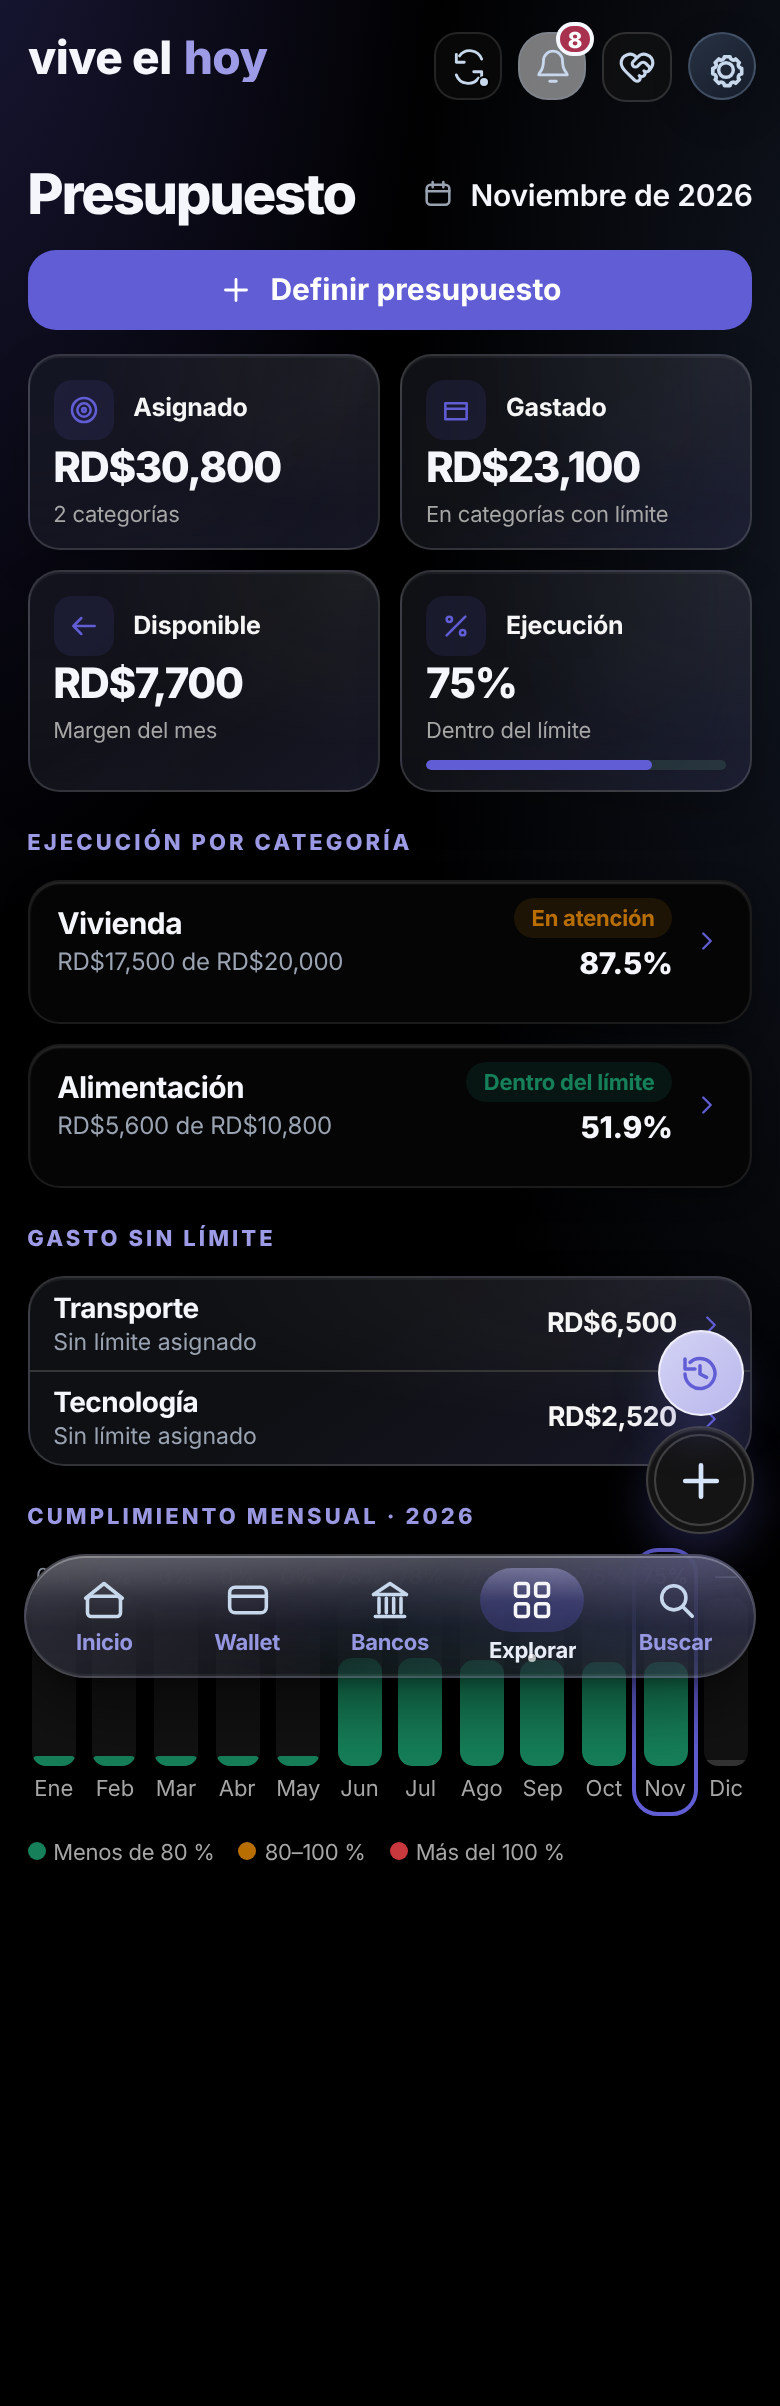 vive el hoy
8
Presupuesto
Noviembre de 2026
Definir presupuesto
Asignado
RD$30,800
2 categorías
Gastado
RD$23,100
En categorías con límite
Disponible
RD$7,700
Margen del mes
Ejecución
75%
Dentro del límite
EJECUCIÓN POR CATEGORÍA
Vivienda
En atención
RD$17,500 de RD$20,000
87.5%
Alimentación
Dentro del límite
RD$5,600 de RD$10,800
51.9%
GASTO SIN LÍMITE
Transporte
RD$6,500
Sin límite asignado
Tecnología
RD$2,520
Sin límite asignado
CUMPLIMIENTO MENSUAL · 2026
Inicio
Wallet
Bancos
Explorar
Buscar
Ene Feb Mar Abr May Jun Jul Ago Sep Oct Nov Dic
Menos de 80 % 80–100 % Más del 100 %